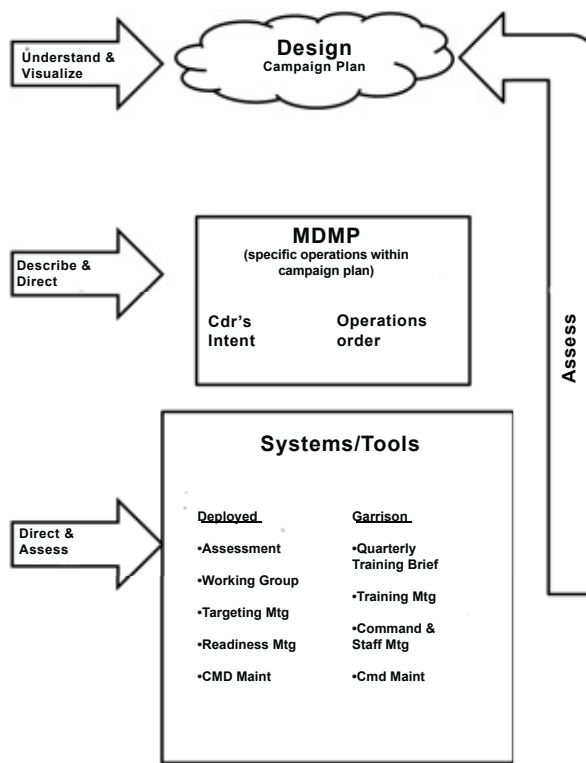 Understand &
Visualize
Design
Campaign Plan
Describe &
Direct
MDMP
(specific operations within
campaign plan)
Cdr's
Intent
Operations
order
Assess
Systems/Tools
Direct &
Assess
Deployed
•Assessment
•Working Group
•Targeting Mtg
•Readiness Mtg
•CMD Maint
Garrison
•Quarterly
Training Brief
•Training Mtg
•Command &
Staff Mtg
•Cmd Maint